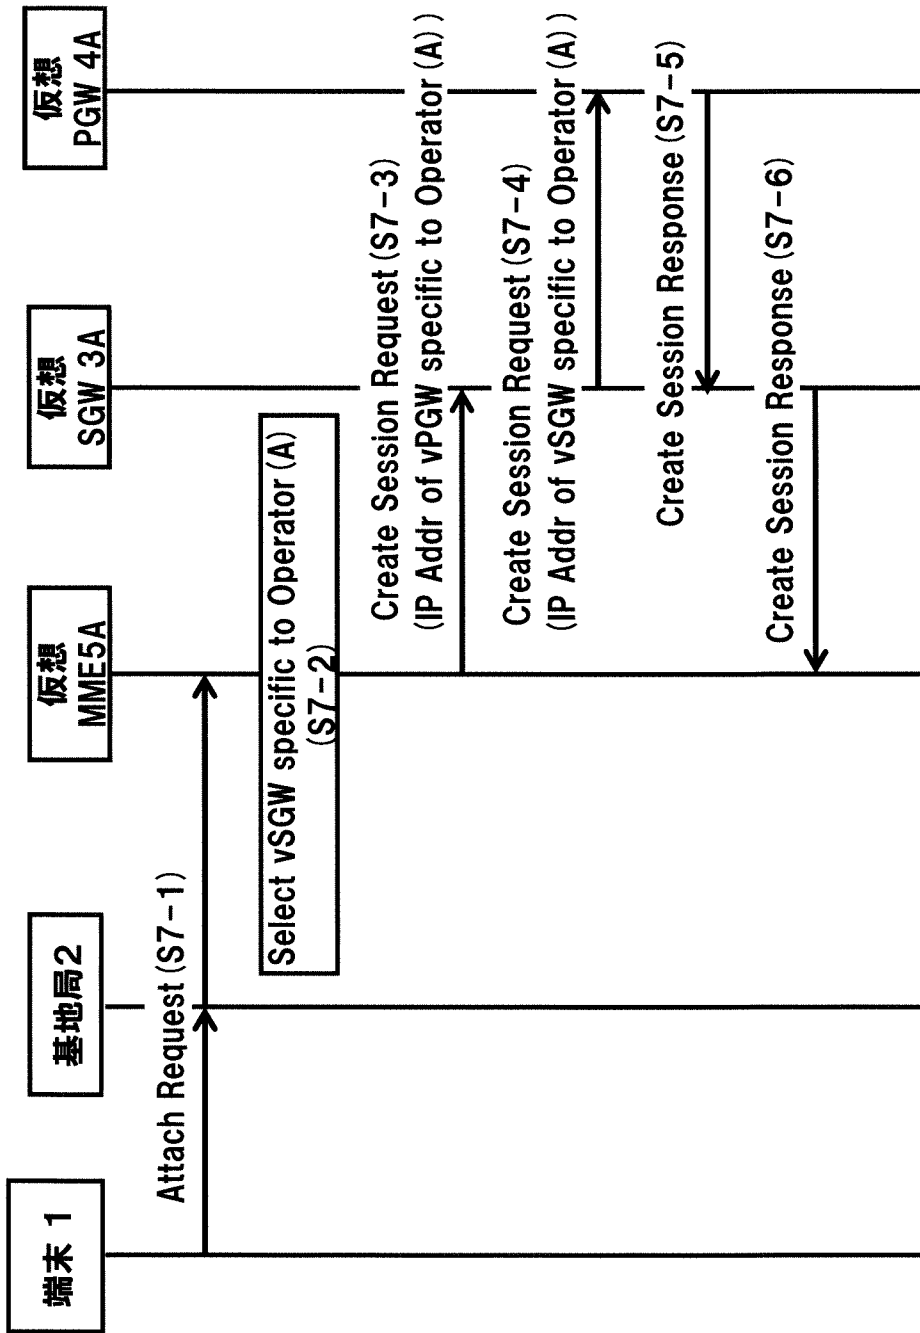 端末 1
基地局2
仮想
MME5A
仮想
SGW 3A
仮想
PGW 4A
Attach Request (S7-1)
Select vSGW specific to Operator (A)
(S7-2)
Create Session Request (S7-3)
(IP Addr of vPGW specific to Operator (A))
Create Session Request (S7-4)
(IP Addr of vSGW specific to Operator (A))
Create Session Response (S7-5)
Create Session Response (S7-6)